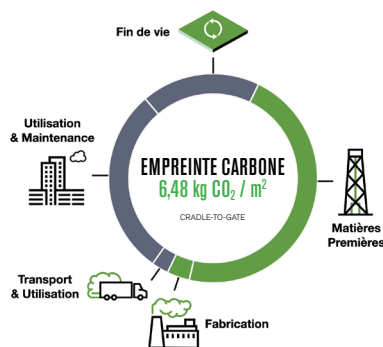 Fin de vie
Utilisation
& Maintenance
EMPREINTE CARBONE
6,48 kg CO₂ / m²
CRADLE-TO-GATE
Matières
Premières
Transport
& Utilisation
Fabrication